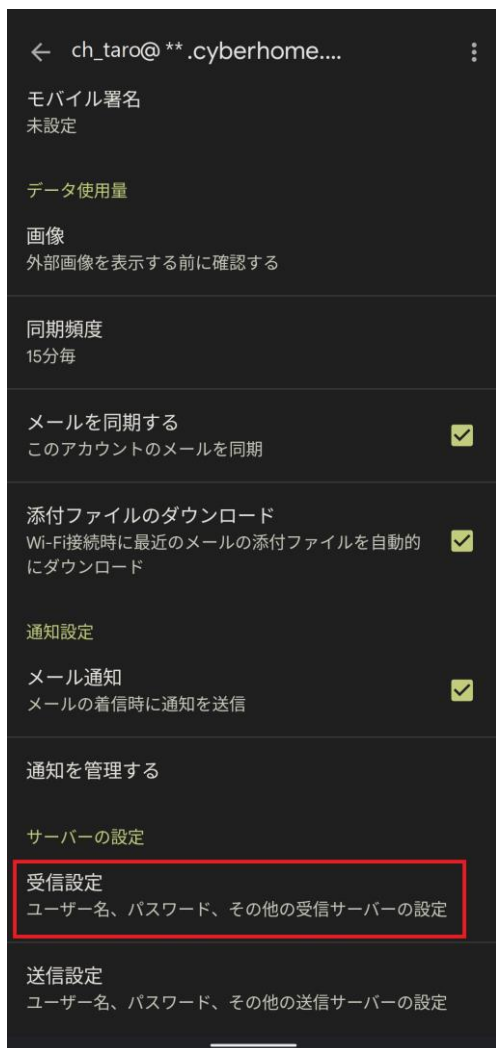 ch_taro@ **.cyberhome....
モバイル署名
未設定
データ使用量
画像
外部画像を表示する前に確認する
同期頻度
15分毎
メールを同期する
このアカウントのメールを同期
添付ファイルのダウンロード
Wi-Fi接続時に最近のメールの添付ファイルを自動的
にダウンロード
通知設定
メール通知
メールの着信時に通知を送信
通知を管理する
サーバーの設定
受信設定
ユーザー名、パスワード、その他の受信サーバーの設定
送信設定
ユーザー名、パスワード、その他の送信サーバーの設定